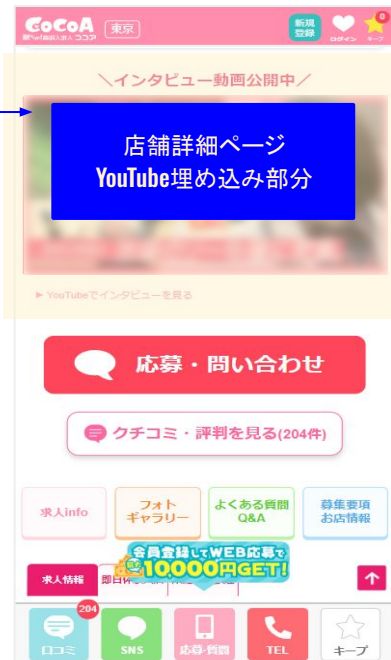 CoCoA
東京
新規
登録
ログイン
0
キープ
＼インタビュー動画公開中／
店舗詳細ページ
YouTube埋め込み部分
▶ YouTubeでインタビューを見る
応募・問い合わせ
クチコミ・評判を見る(204件)
求人info
フォト
ギャラリー
よくある質問
Q&A
募集要項
お店情報
会員登録してWEB応募で
10000円GET!
求人情報
204
口コミ
SNS
応募・質問
TEL
キープ